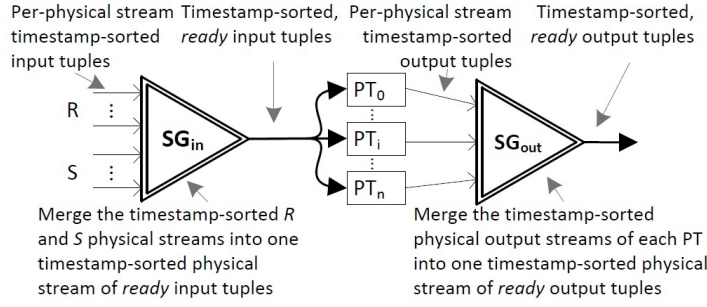 Per-physical stream
timestamp-sorted
input tuples
Timestamp-sorted,
ready input tuples
Per-physical stream
timestamp-sorted
output tuples
Timestamp-sorted,
ready output tuples
R
S
SGin
PT0
PTi
PTn
SGout
Merge the timestamp-sorted R
and S physical streams into one
timestamp-sorted physical
stream of ready input tuples
Merge the timestamp-sorted
physical output streams of each PT
into one timestamp-sorted physical
stream of ready output tuples